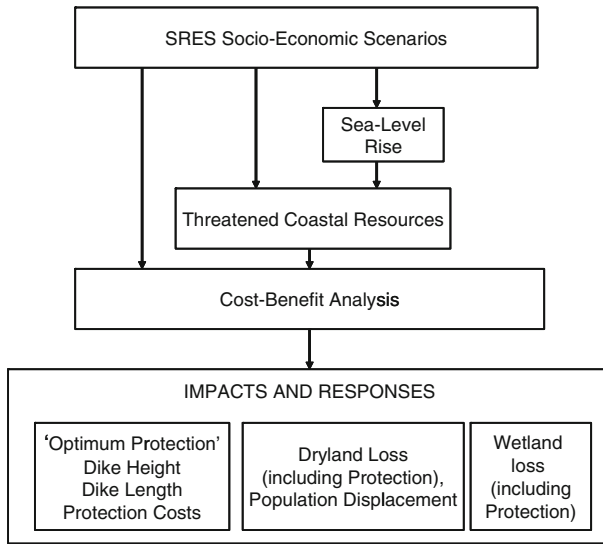 SRES Socio-Economic Scenarios
Sea-Level
Rise
Threatened Coastal Resources
Cost-Benefit Analysis
IMPACTS AND RESPONSES
‘Optimum Protection’
Dike Height
Dike Length
Protection Costs
Dryland Loss
(including Protection),
Population Displacement
Wetland
loss
(including
Protection)